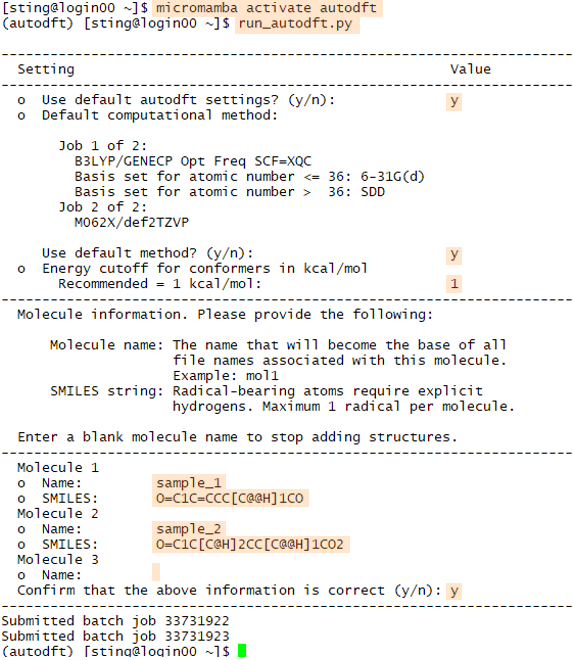 [sting@login00 ~]$ micromamba activate autodft
(autodft) [sting@login00 ~]$ run_autodft.py
------------------------------------------------------------------------
Setting Value
------------------------------------------------------------------------
o Use default autodft settings? (y/n): y
o Default computational method:
Job 1 of 2:
B3LYP/GENECP Opt Freq SCF=XQC
Basis set for atomic number <= 36: 6-31G(d)
Basis set for atomic number > 36: SDD
Job 2 of 2:
M062X/def2TZVP
Use default method? (y/n): y
o Energy cutoff for conformers in kcal/mol
Recommended = 1 kcal/mol: 1
------------------------------------------------------------------------
Molecule information. Please provide the following:
Molecule name: The name that will become the base of all
file names associated with this molecule.
Example: mol1
SMILES string: Radical-bearing atoms require explicit
hydrogens. Maximum 1 radical per molecule.
Enter a blank molecule name to stop adding structures.
------------------------------------------------------------------------
Molecule 1
o Name: sample_1
o SMILES: O=C1C=CCC[C@@H]1CO
Molecule 2
o Name: sample_2
o SMILES: O=C1C[C@H]2CC[C@@H]1CO2
Molecule 3
o Name:
Confirm that the above information is correct (y/n): y
------------------------------------------------------------------------
Submitted batch job 33731922
Submitted batch job 33731923
(autodft) [sting@login00 ~]$